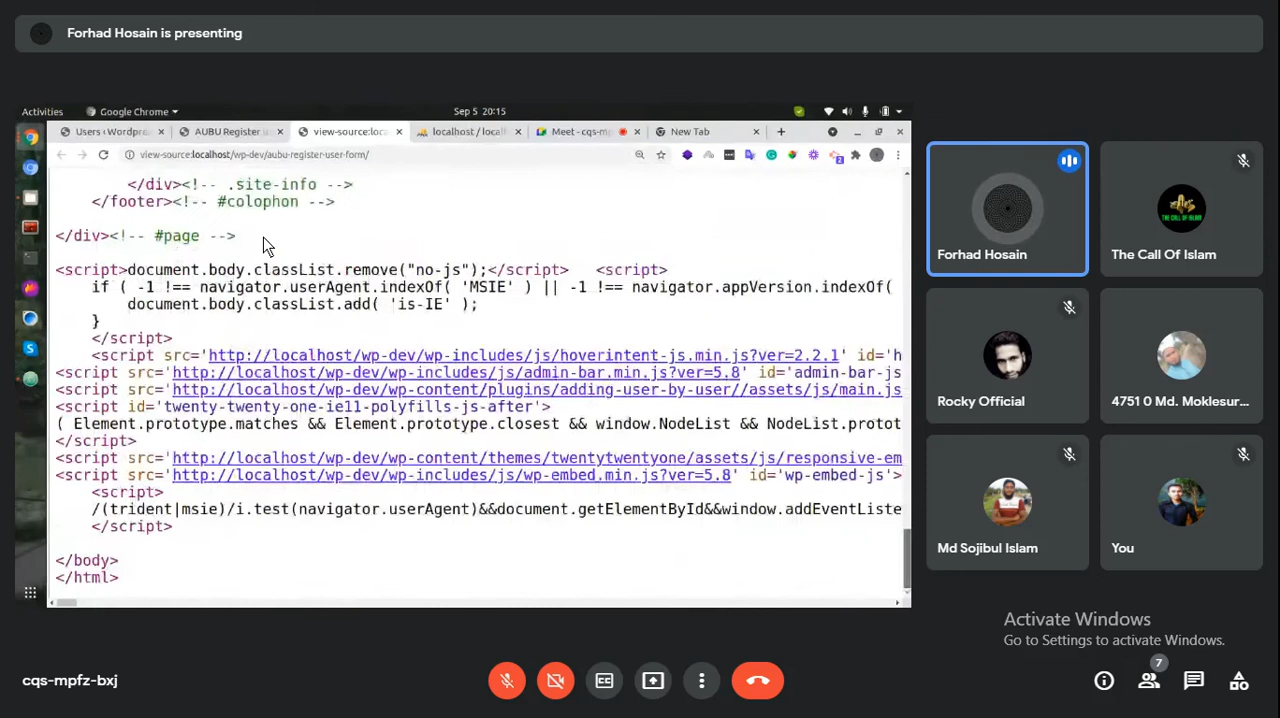 Forhad Hosain is presenting
Activities
Google Chrome
Sep 5 20:15
Users ‹ Wordpre
AUBU Register us
view-source:loca
localhost / locall
Meet - cqs-mp
New Tab
view-source:localhost/wp-dev/aubu-register-user-form/
</div><!-- .site-info -->
</footer><!-- #colophon -->
</div><!-- #page -->
<script>document.body.classList.remove("no-js");</script> <script>
if ( -1 !== navigator.userAgent.indexOf( 'MSIE' ) || -1 !== navigator.appVersion.indexOf(
document.body.classList.add( 'is-IE' );
}
</script>
<script src='http://localhost/wp-dev/wp-includes/js/hoverintent-js.min.js?ver=2.2.1' id='h
<script src='http://localhost/wp-dev/wp-includes/js/admin-bar.min.js?ver=5.8' id='admin-bar-js
<script src='http://localhost/wp-dev/wp-content/plugins/adding-user-by-user//assets/js/main.js
<script id='twenty-twenty-one-ie11-polyfills-js-after'>
( Element.prototype.matches && Element.prototype.closest && window.NodeList && NodeList.protot
</script>
<script src='http://localhost/wp-dev/wp-content/themes/twentytwentyone/assets/js/responsive-em
<script src='http://localhost/wp-dev/wp-includes/js/wp-embed.min.js?ver=5.8' id='wp-embed-js'>
<script>
/(trident|msie)/i.test(navigator.userAgent)&&document.getElementById&&window.addEventListe
</script>
</body>
</html>
Forhad Hosain
THE CALL OF ISLAM
The Call Of Islam
Rocky Official
4751 0 Md. Moklesur...
Md Sojibul Islam
You
Activate Windows
Go to Settings to activate Windows.
cqs-mpfz-bxj
7